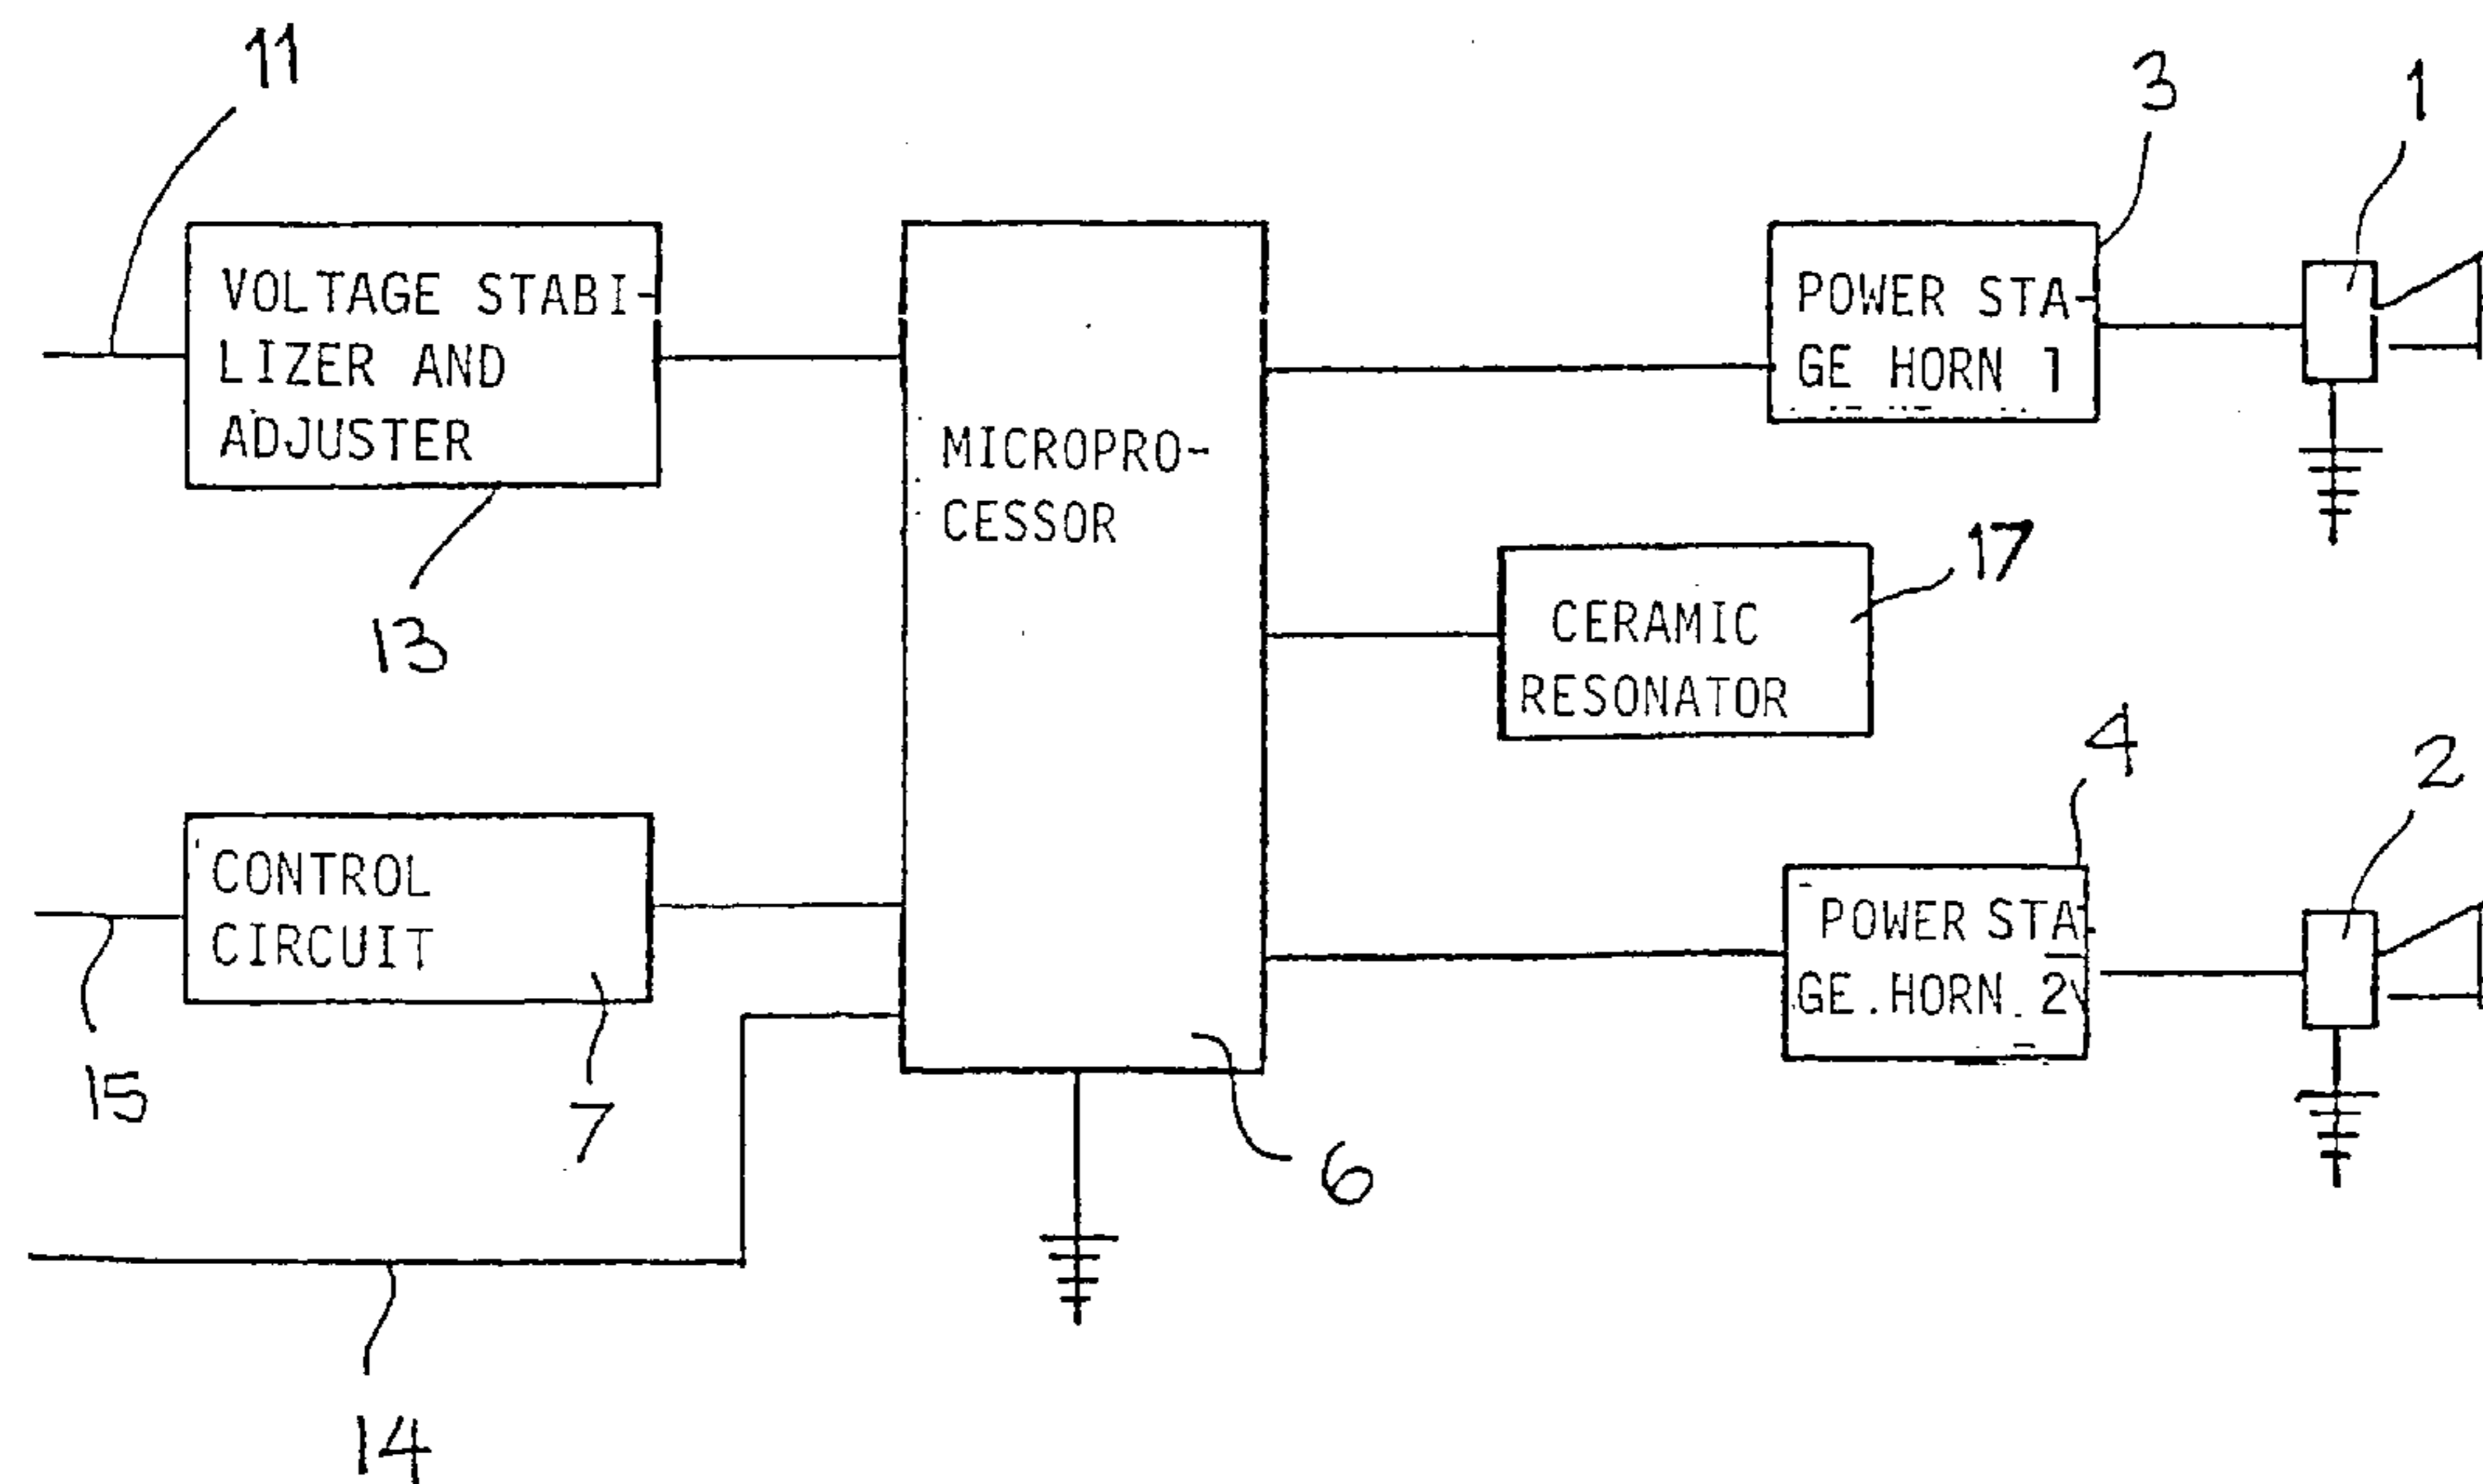 11
3
1
VOLTAGE STABI-
LIZER AND
ADJUSTER
POWER STA-
GE HORN 1
MICROPRO-
CESSOR
13
17
CERAMIC
RESONATOR
4
2
CONTROL
CIRCUIT
POWER STA-
GE.HORN 2
15
7
6
14